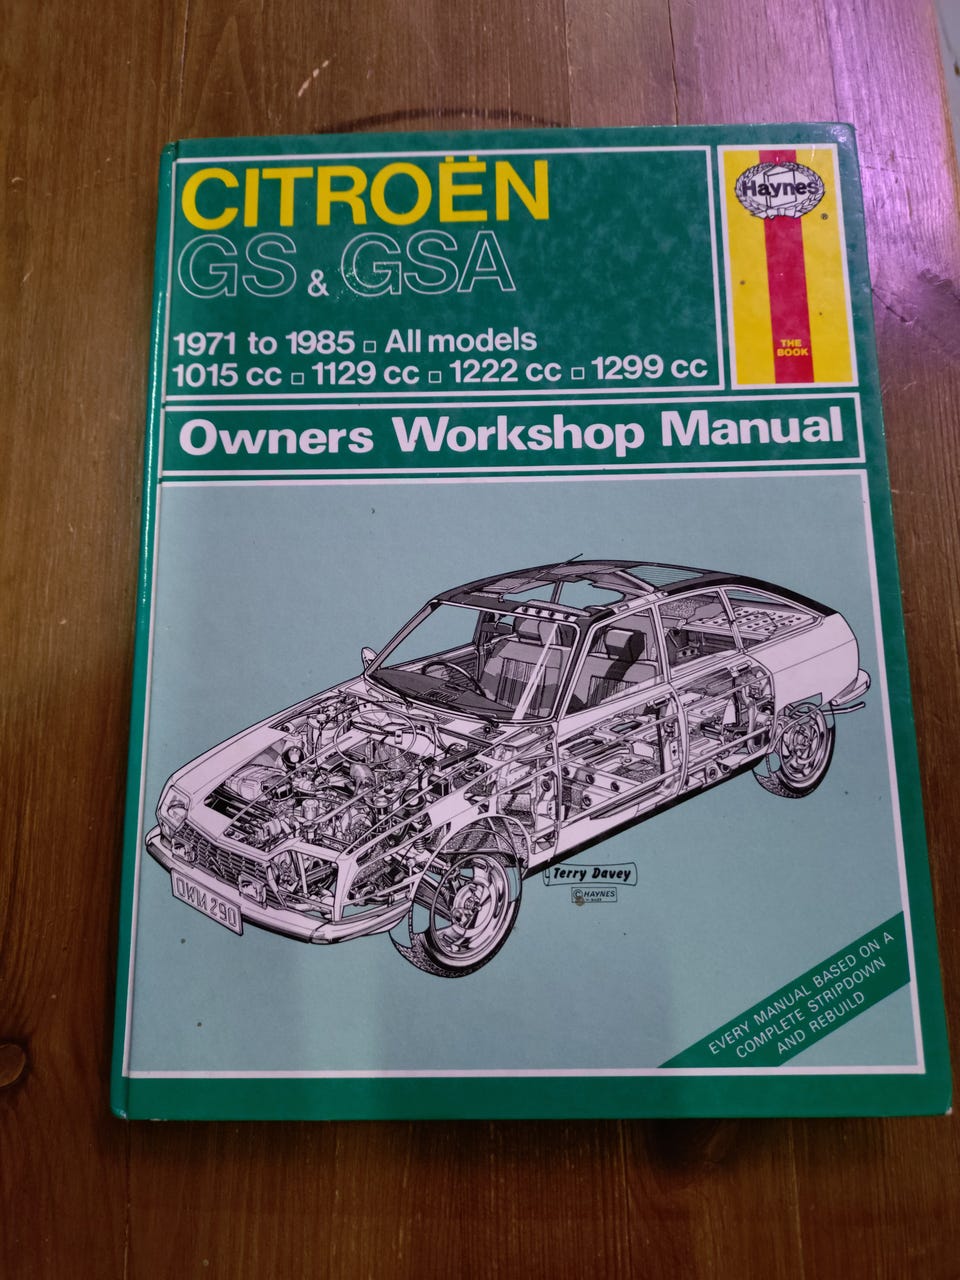 CITROËN
GS & GSA
1971 to 1985 ▫ All models
1015 cc ▫ 1129 cc ▫ 1222 cc ▫ 1299 cc
Haynes
®
THE
BOOK
Owners Workshop Manual
Terry Davey
© HAYNES
EVERY MANUAL BASED ON A
COMPLETE STRIPDOWN
AND REBUILD